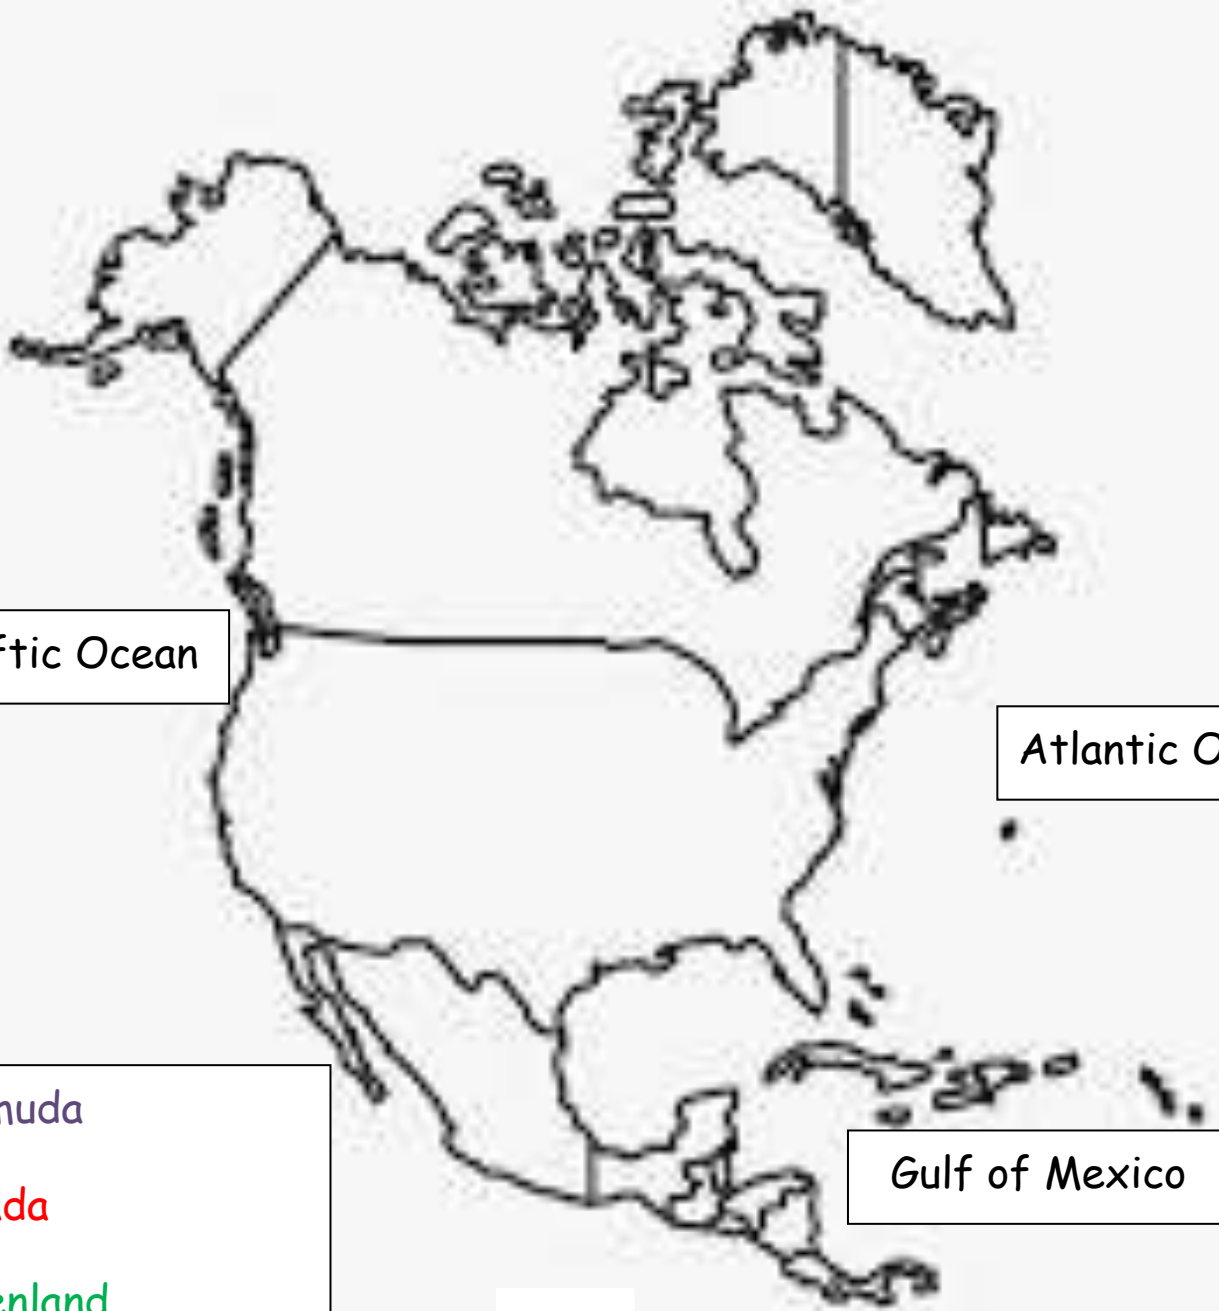 ftic Ocean
Atlantic O
muda
Gulf of Mexico
da
enland